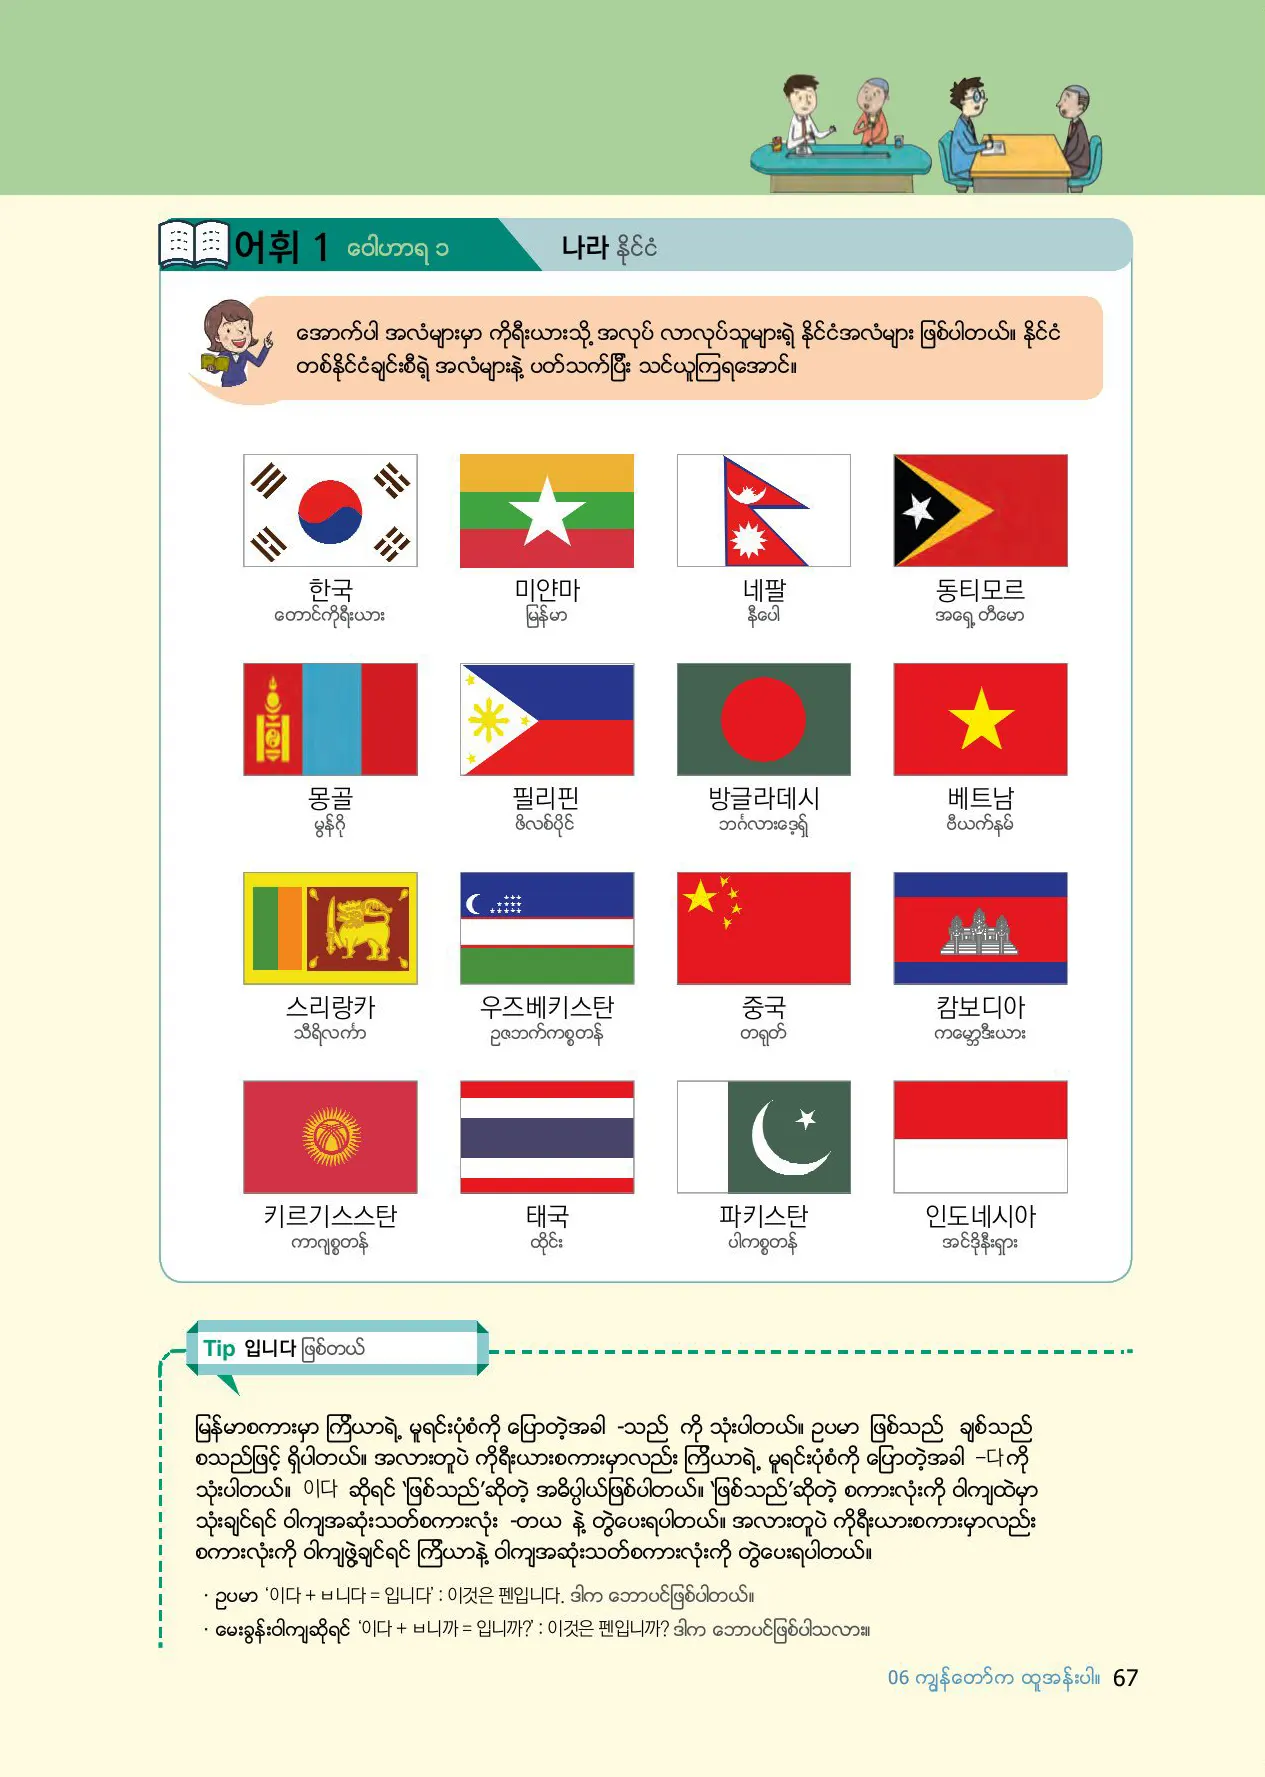 어휘 1 ဝေါဟာရ ၁ 나라 နိုင်ငံ
အောက်ပါ အလံများမှာ ကိုရီးယားသို့ အလုပ် လာလုပ်သူများရဲ့ နိုင်ငံအလံများ ဖြစ်ပါတယ်။ နိုင်ငံ
တစ်နိုင်ငံချင်းစီရဲ့ အလံများနဲ့ ပတ်သက်ပြီး သင်ယူကြရအောင်။
한국 미얀마 네팔 동티모르
တောင်ကိုရီးယား မြန်မာ နီပေါ အရှေ့တီမော
몽골 필리핀 방글라데시 베트남
မွန်ဂို ဖိလစ်ပိုင် ဘင်္ဂလားဒေ့ရှ် ဗီယက်နမ်
스리랑카 우즈베키스탄 중국 캄보디아
သီရိလင်္ကာ ဥဇဘက်ကစ္စတန် တရုတ် ကမ္ဘောဒီးယား
키르기스스탄 태국 파키스탄 인도네시아
ကာဂျစ္စတန် ထိုင်း ပါကစ္စတန် အင်ဒိုနီးရှား
Tip 입니다 ဖြစ်တယ်
မြန်မာစကားမှာ ကြိယာရဲ့ မူရင်းပုံစံကို ပြောတဲ့အခါ -သည် ကို သုံးပါတယ်။ ဥပမာ ဖြစ်သည် ချစ်သည်
စသည်ဖြင့် ရှိပါတယ်။ အလားတူပဲ ကိုရီးယားစကားမှာလည်း ကြိယာရဲ့ မူရင်းပုံစံကို ပြောတဲ့အခါ –다 ကို
သုံးပါတယ်။ 이다 ဆိုရင် ‘ဖြစ်သည်’ဆိုတဲ့ အဓိပ္ပါယ်ဖြစ်ပါတယ်။ ‘ဖြစ်သည်’ဆိုတဲ့ စကားလုံးကို ဝါကျထဲမှာ
သုံးချင်ရင် ဝါကျအဆုံးသတ်စကားလုံး -တယ နဲ့ တွဲပေးရပါတယ်။ အလားတူပဲ ကိုရီးယားစကားမှာလည်း
စကားလုံးကို ဝါကျဖွဲ့ချင်ရင် ကြိယာနဲ့ ဝါကျအဆုံးသတ်စကားလုံးကို တွဲပေးရပါတယ်။
· ဥပမာ ‘이다 + ㅂ니다 = 입니다’ : 이것은 펜입니다. ဒါက ဘောပင်ဖြစ်ပါတယ်။
· မေးခွန်းဝါကျဆိုရင် ‘이다 + ㅂ니까 = 입니까?’ : 이것은 펜입니까? ဒါက ဘောပင်ဖြစ်ပါသလား။
06 ကျွန်တော်က ထူအန်းပါ။ 67